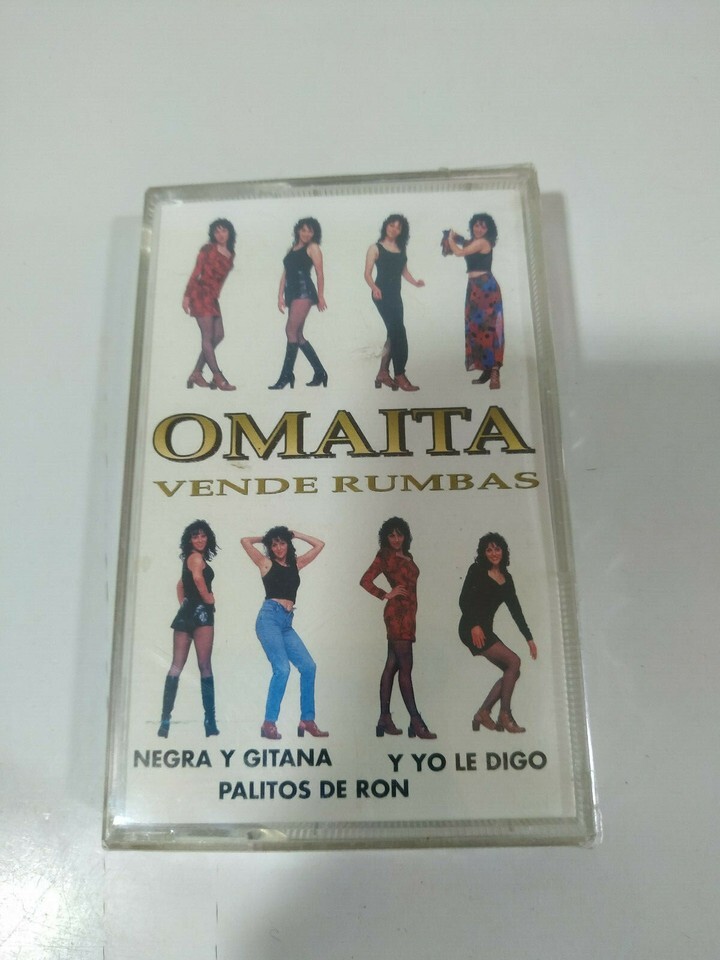 OMAITA
VENDE RUMBAS
NEGRA Y GITANA
Y YO LE DIGO
PALITOS DE RON